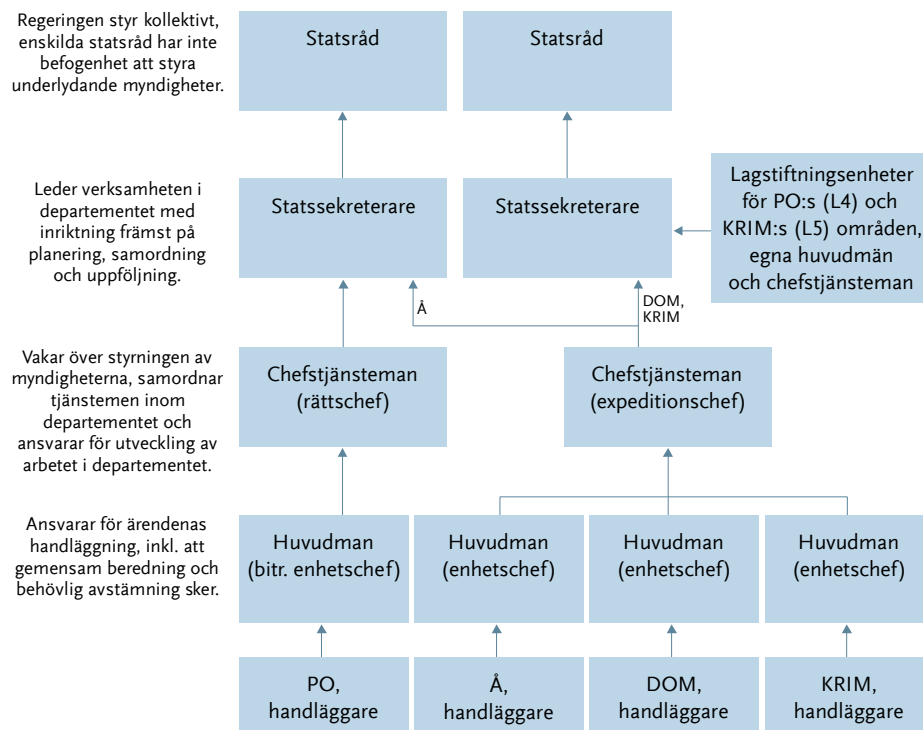 Regeringen styr kollektivt,
enskilda statsråd har inte
befogenhet att styra
underlydande myndigheter.
Statsråd
Statsråd
Leder verksamheten i
departementet med
inriktning främst på
planering, samordning
och uppföljning.
Statssekreterare
Statssekreterare
Lagstiftningsenheter
för PO:s (L4) och
KRIM:s (L5) områden,
egna huvudmän
och chefstjänsteman
Å
DOM,
KRIM
Vakar över styrningen av
myndigheterna, samordnar
tjänstemen inom
departementet och
ansvarar för utveckling av
arbetet i departementet.
Chefstjänsteman
(rättschef)
Chefstjänsteman
(expeditionschef)
Ansvarar för ärendenas
handläggning, inkl. att
gemensam beredning och
behövlig avstämning sker.
Huvudman
(bitr. enhetschef)
Huvudman
(enhetschef)
Huvudman
(enhetschef)
Huvudman
(enhetschef)
PO,
handläggare
Å,
handläggare
DOM,
handläggare
KRIM,
handläggare